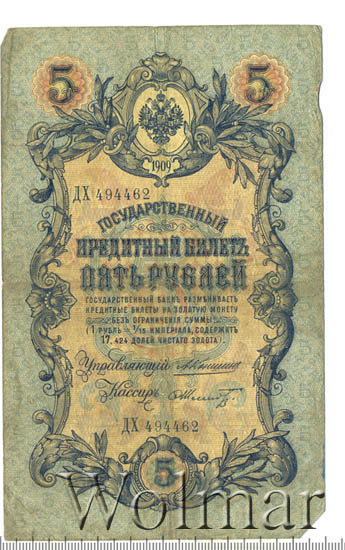 5 5
1909
ДХ 494462
ГОСУДАРСТВЕННЫЙ
КРЕДИТНЫЙ БИЛЕТЪ
ПЯТЬ РУБЛЕЙ
ГОСУДАРСТВЕННЫЙ БАНКЪ РАЗМѢНИВАЕТЪ
КРЕДИТНЫЕ БИЛЕТЫ НА ЗОЛОТУЮ МОНЕТУ
БЕЗЪ ОГРАНИЧЕНІЯ СУММЫ.
(1 РУБЛЬ = 1/15 ИМПЕРІАЛА, СОДЕРЖИТЪ
17,424 ДОЛЕЙ ЧИСТАГО ЗОЛОТА)
Управляющій
Кассиръ
ДХ 494462
5
Wolmar